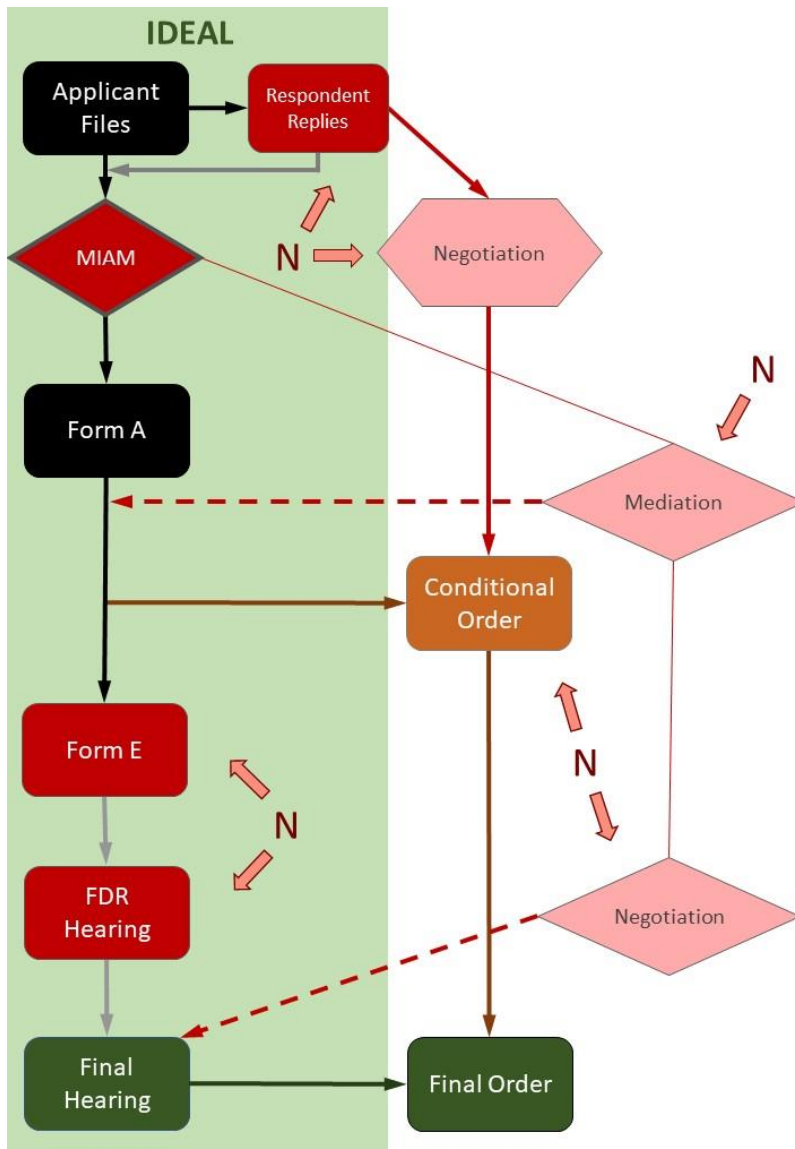 IDEAL
Applicant
Files
Respondent
Replies
MIAM
N
Negotiation
Form A
N
Mediation
Conditional
Order
Form E
N
N
FDR
Hearing
Negotiation
Final
Hearing
Final Order